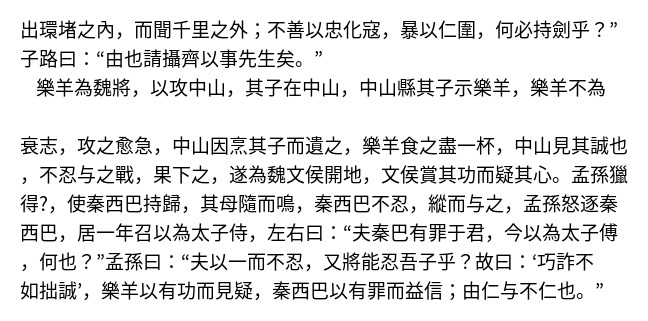 出環堵之內，而聞千里之外；不善以忠化寇，暴以仁圍，何必持劍乎？”
子路曰：“由也請攝齊以事先生矣。”
樂羊為魏將，以攻中山，其子在中山，中山縣其子示樂羊，樂羊不為
衰志，攻之愈急，中山因烹其子而遺之，樂羊食之盡一杯，中山見其誠也
，不忍与之戰，果下之，遂為魏文侯開地，文侯賞其功而疑其心。孟孫獵
得?，使秦西巴持歸，其母隨而鳴，秦西巴不忍，縱而与之，孟孫怒逐秦
西巴，居一年召以為太子侍，左右曰：“夫秦巴有罪于君，今以為太子傅
，何也？”孟孫曰：“夫以一而不忍，又將能忍吾子乎？故曰：‘巧詐不
如拙誠’，樂羊以有功而見疑，秦西巴以有罪而益信；由仁与不仁也。”